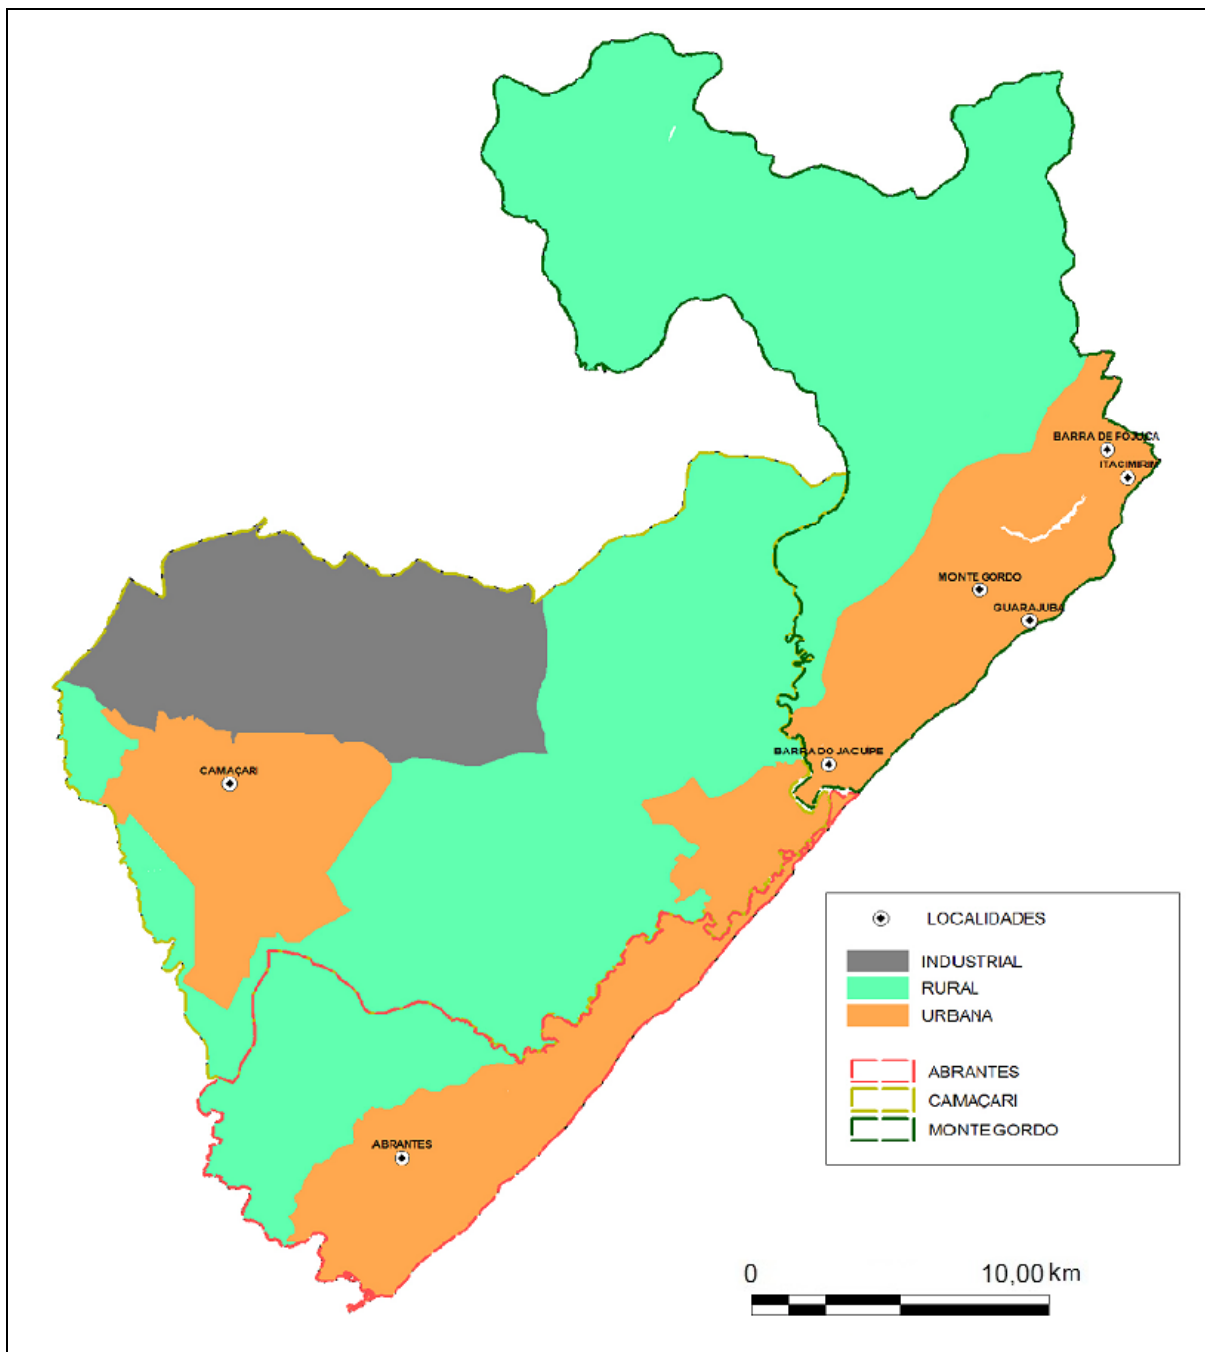 BARRA DE POJUCA
ITACIMIRIM
MONTE GORDO
GUARAJUBA
BARRA DO JACUIPE
CAMAÇARI
ABRANTES
LOCALIDADES
INDUSTRIAL
RURAL
URBANA
ABRANTES
CAMAÇARI
MONTE GORDO
0 10,00 km